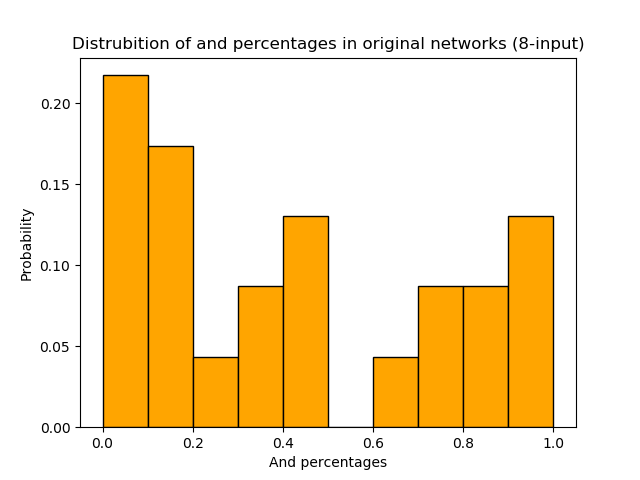 Distrubition of and percentages in original networks (8-input)
0.20
0.15
0.10
0.05
0.00
Probability
0.0 0.2 0.4 0.6 0.8 1.0
And percentages